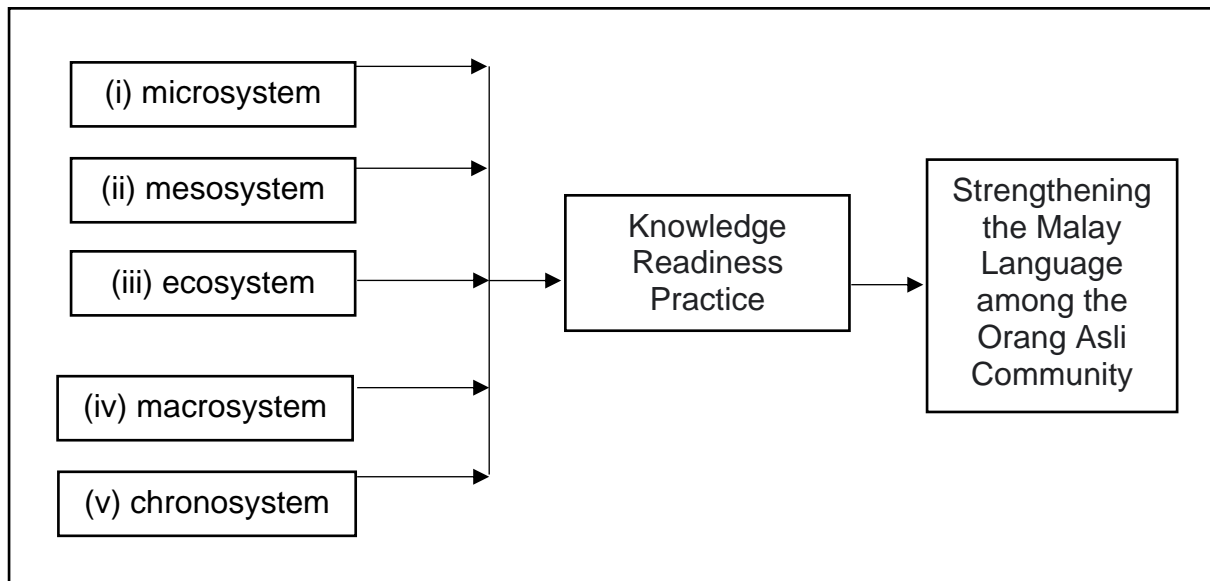 (i) microsystem
(ii) mesosystem
(iii) ecosystem
(iv) macrosystem
(v) chronosystem
Knowledge
Readiness
Practice
Strengthening
the Malay
Language
among the
Orang Asli
Community